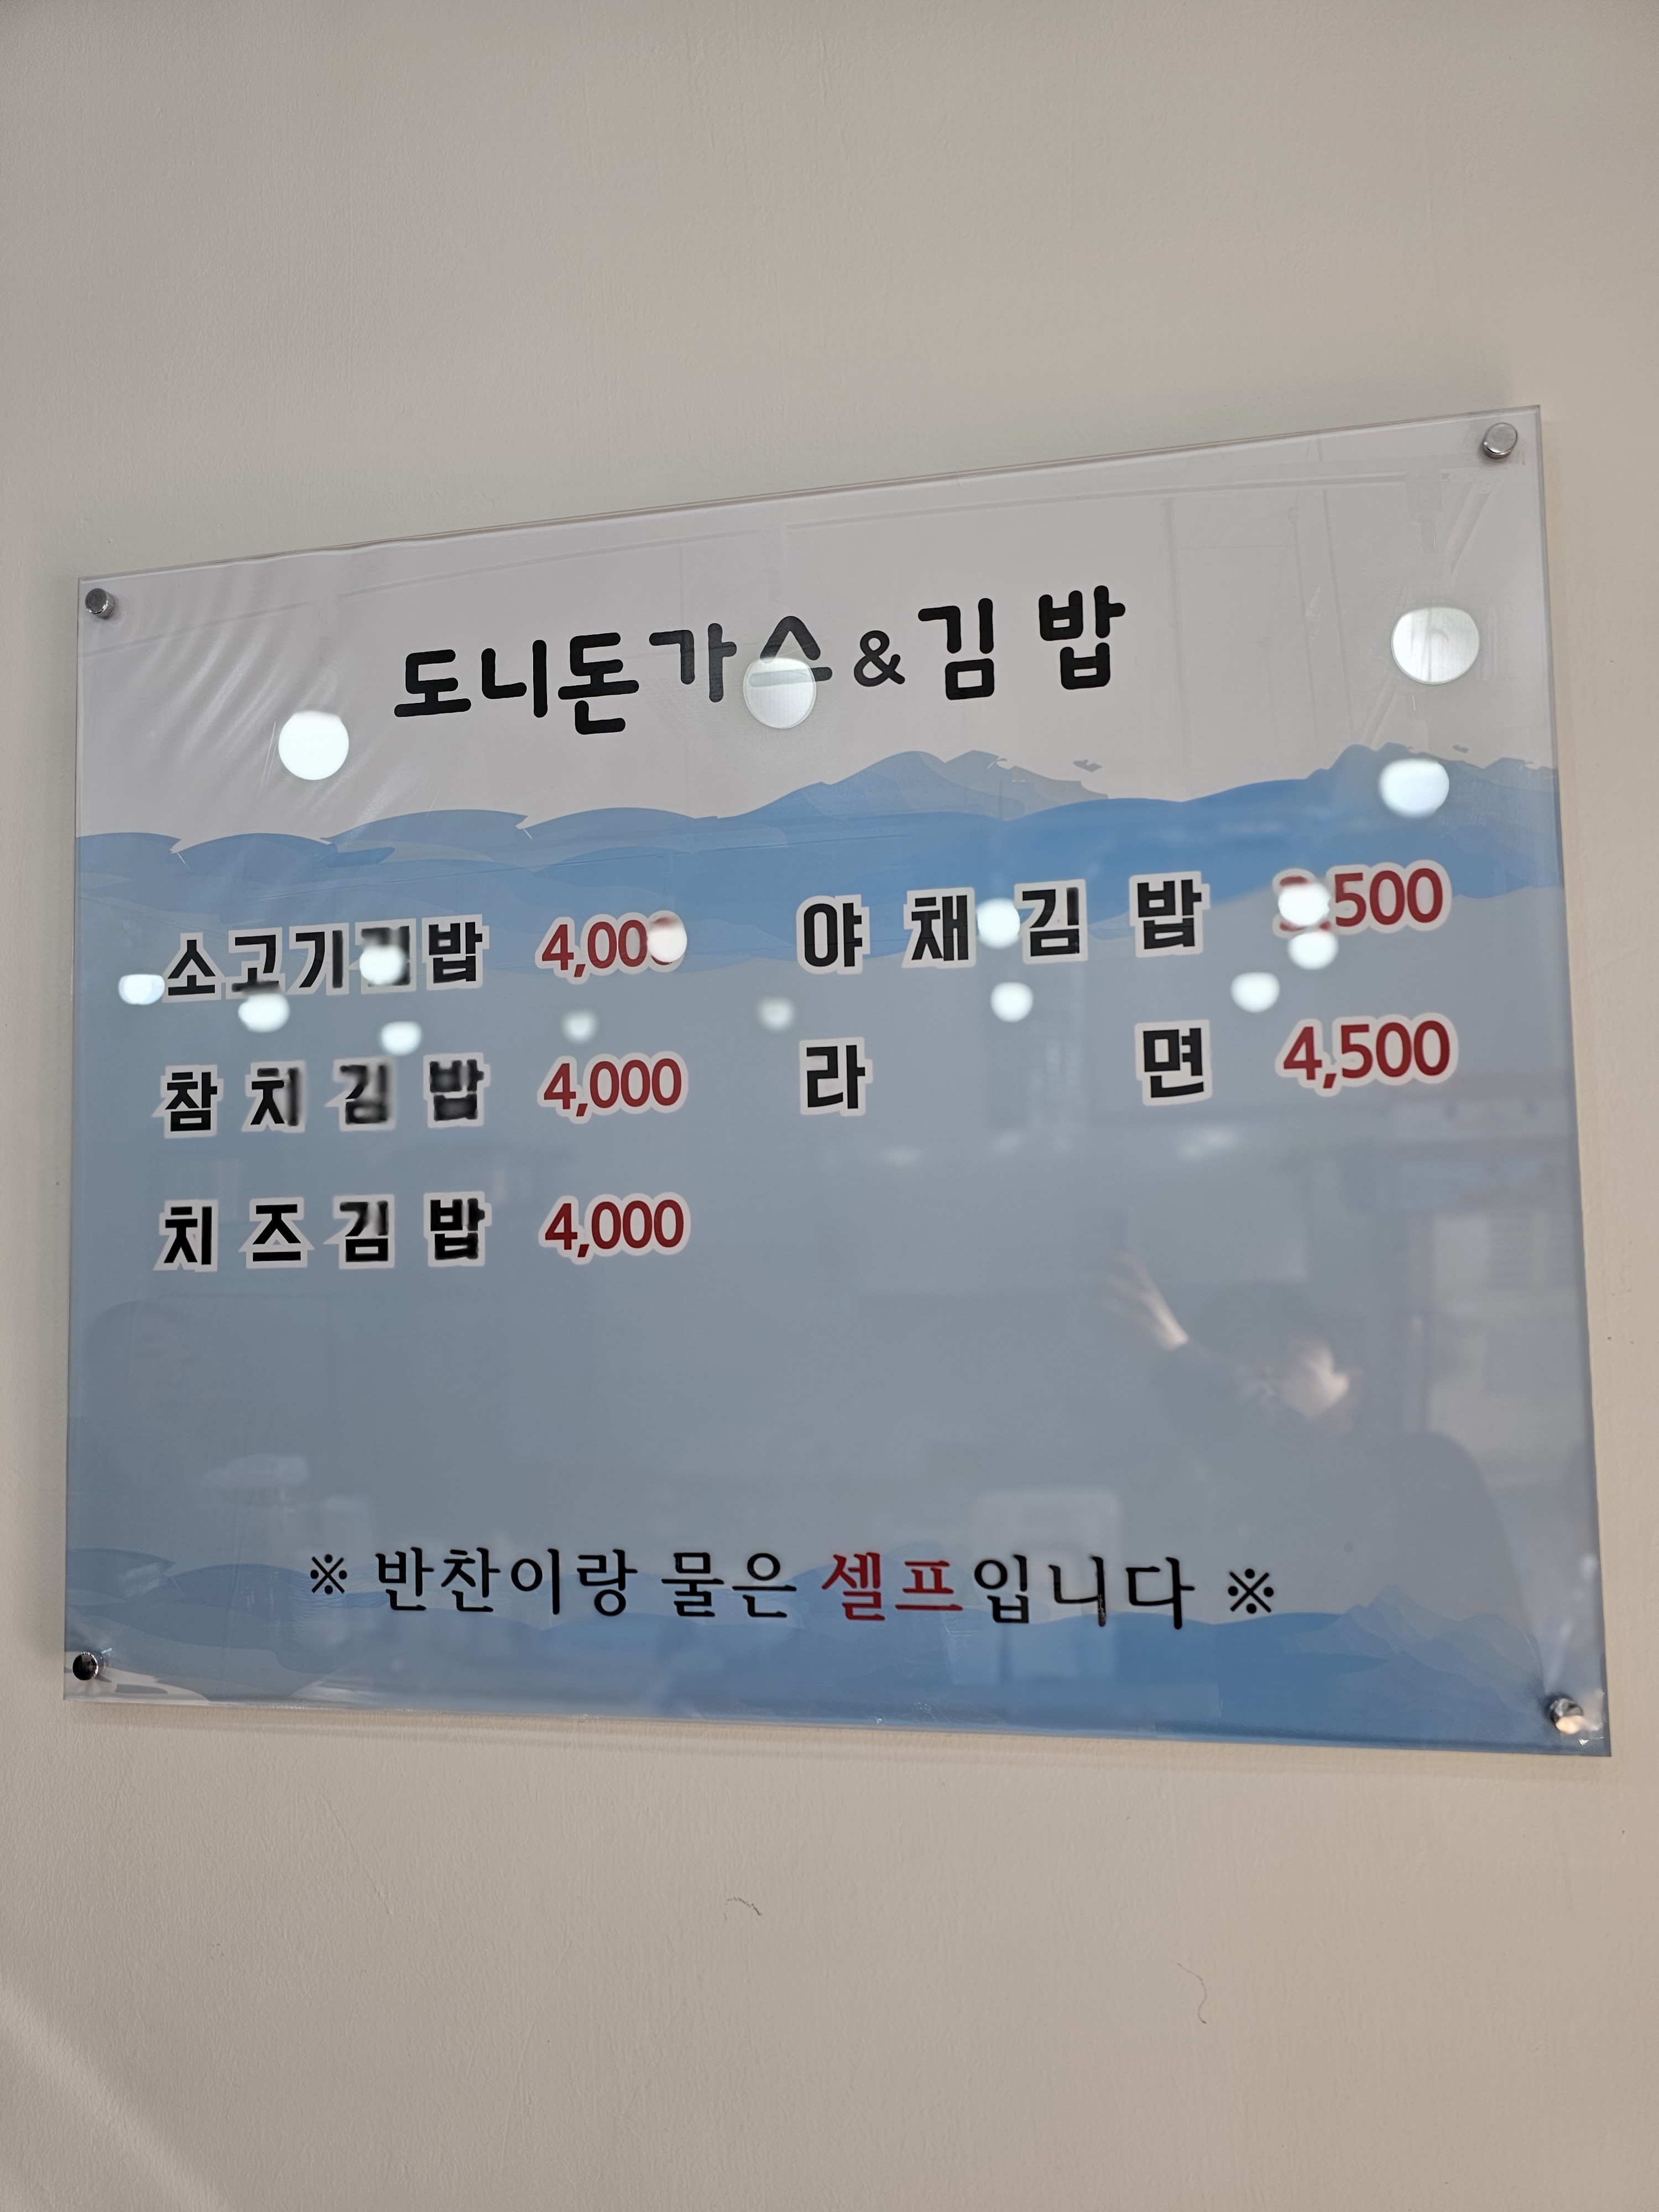 도니돈가스&김밥
소고기김밥 4,000 야채김밥
참치김밥 4,000 라면 4,500
치즈김밥 4,000
※ 반찬이랑 물은 셀프입니다 ※